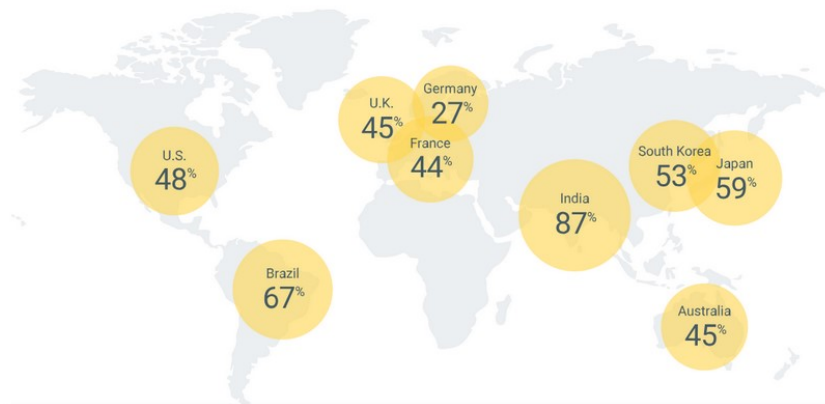 Germany
27%
U.K.
45%
France
44%
U.S.
48%
South Korea
53%
Japan
59%
India
87%
Brazil
67%
Australia
45%